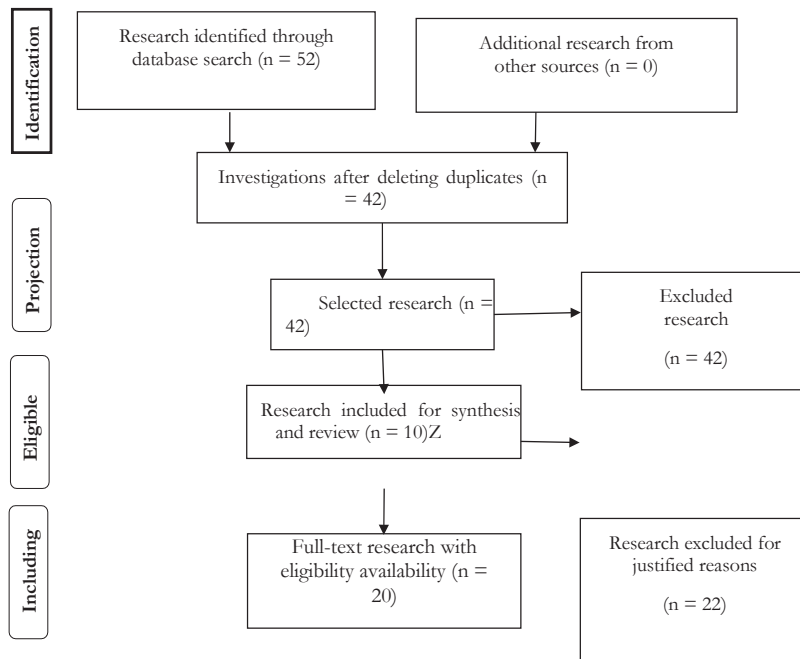 Identification
Research identified through
database search (n = 52)
Additional research from
other sources (n = 0)
Investigations after deleting duplicates (n
= 42)
Projection
Selected research (n =
42)
Excluded
research
(n = 42)
Eligible
Research included for synthesis
and review (n = 10)Z
Including
Full-text research with
eligibility availability (n =
20)
Research excluded for
justified reasons
(n = 22)